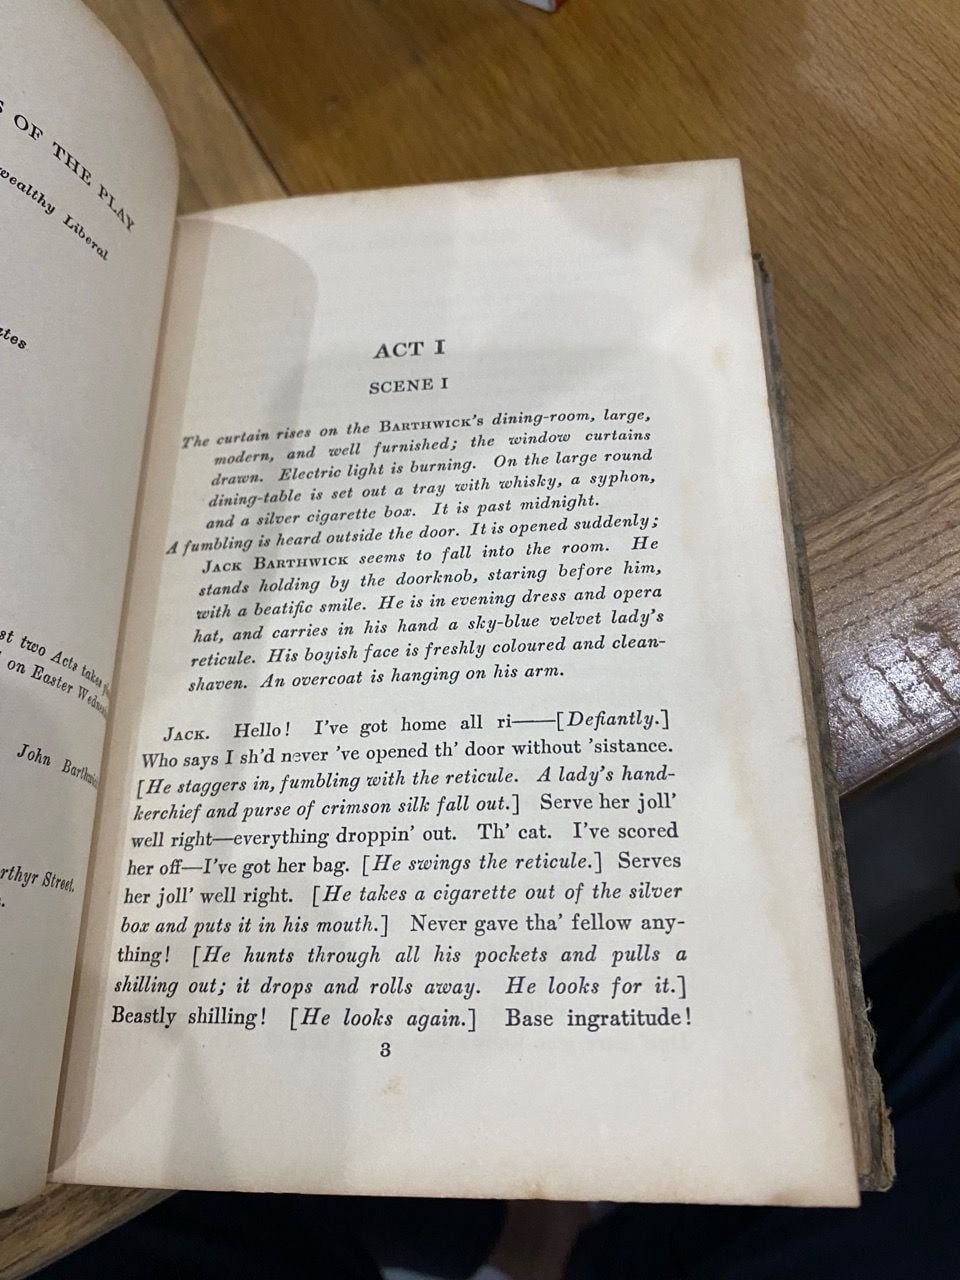 OF THE PLAY
wealthy Liberal
two Acts
on Easter
John
Street.
ACT I
SCENE I
The curtain rises on the BARTHWICK'S dining-room, large,
modern, and well furnished; the window curtains
drawn. Electric light is burning. On the large round
dining-table is set out a tray with whisky, a syphon,
and a silver cigarette box. It is past midnight.
A fumbling is heard outside the door. It is opened suddenly;
JACK BARTHWICK seems to fall into the room. He
stands holding by the doorknob, staring before him,
with a beatific smile. He is in evening dress and opera
hat, and carries in his hand a sky-blue velvet lady's
reticule. His boyish face is freshly coloured and clean-
shaven. An overcoat is hanging on his arm.
JACK. Hello! I've got home all ri——[Defiantly.]
Who says I sh'd never 've opened th' door without 'sistance.
[He staggers in, fumbling with the reticule. A lady's hand-
kerchief and purse of crimson silk fall out.] Serve her joll'
well right—everything droppin' out. Th' cat. I've scored
her off—I've got her bag. [He swings the reticule.] Serves
her joll' well right. [He takes a cigarette out of the silver
box and puts it in his mouth.] Never gave tha' fellow any-
thing! [He hunts through all his pockets and pulls a
shilling out; it drops and rolls away. He looks for it.]
Beastly shilling! [He looks again.] Base ingratitude!
3